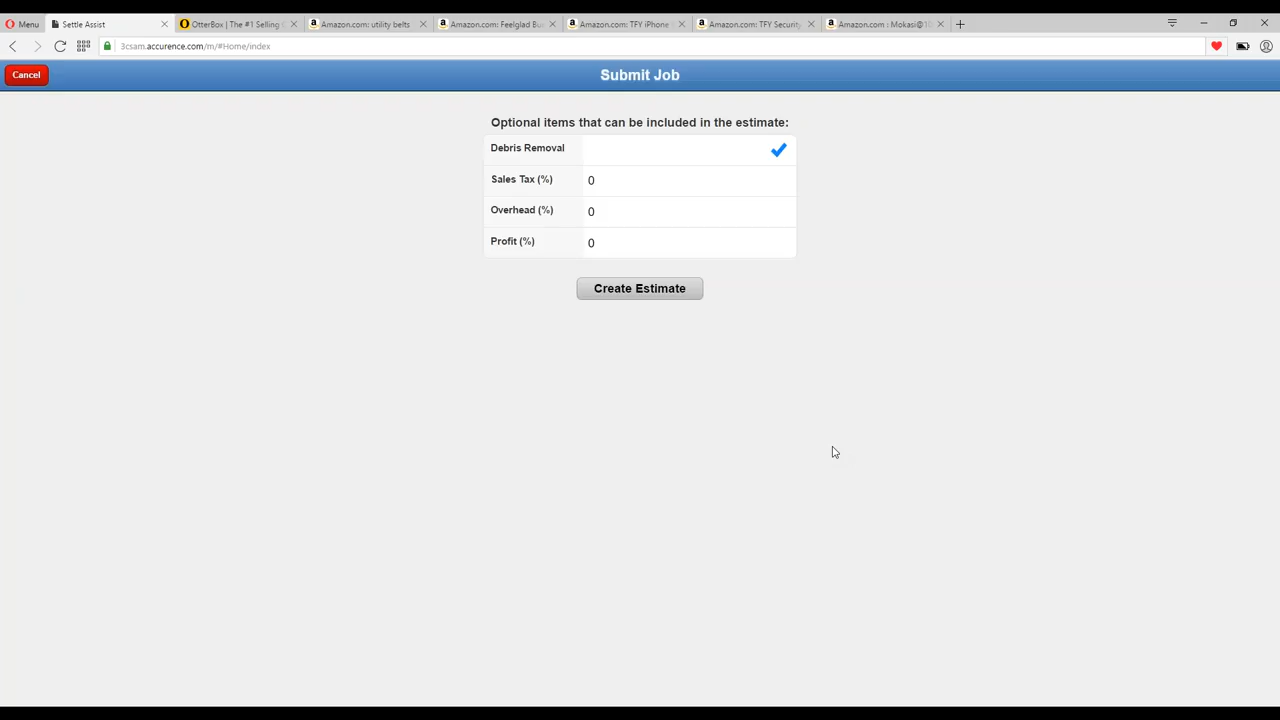 Menu
Settle Assist
OtterBox | The #1 Selling
Amazon.com: utility belts
Amazon.com: Feelglad Bu
Amazon.com: TFY iPhone
Amazon.com: TFY Security
Amazon.com : Mokasi@1
3csam.accurence.com/m/#Home/index
Cancel
Submit Job
Optional items that can be included in the estimate:
Debris Removal
Sales Tax (%) 0
Overhead (%) 0
Profit (%) 0
Create Estimate